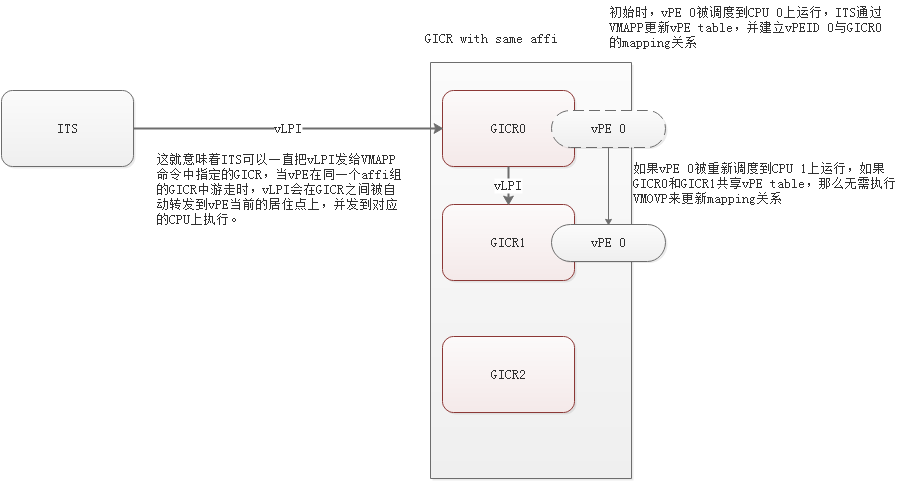 初始时，vPE 0被调度到CPU 0上运行，ITS通过
VMAPP更新vPE table，并建立vPEID 0与GICR0
的mapping关系
GICR with same affi
ITS
vLPI
GICR0
vPE 0
这就意味着ITS可以一直把vLPI发给VMAPP
命令中指定的GICR，当vPE在同一个affi组
的GICR中游走时，vLPI会在GICR之间被自
动转发到vPE当前的居住点上，并发到对应
的CPU上执行。
如果vPE 0被重新调度到CPU 1上运行，如果
GICR0和GICR1共享vPE table，那么无需执行
VMOVP来更新mapping关系
vLPI
GICR1
vPE 0
GICR2